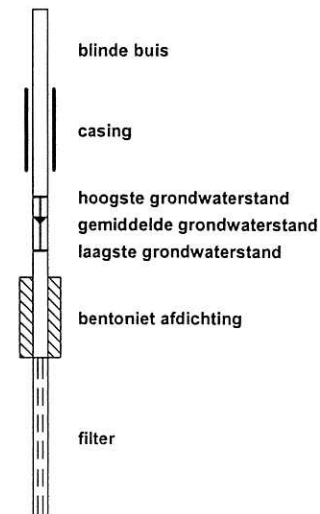 blinde buis
casing
hoogste grondwaterstand
gemiddelde grondwaterstand
laagste grondwaterstand
bentoniet afdichting
filter